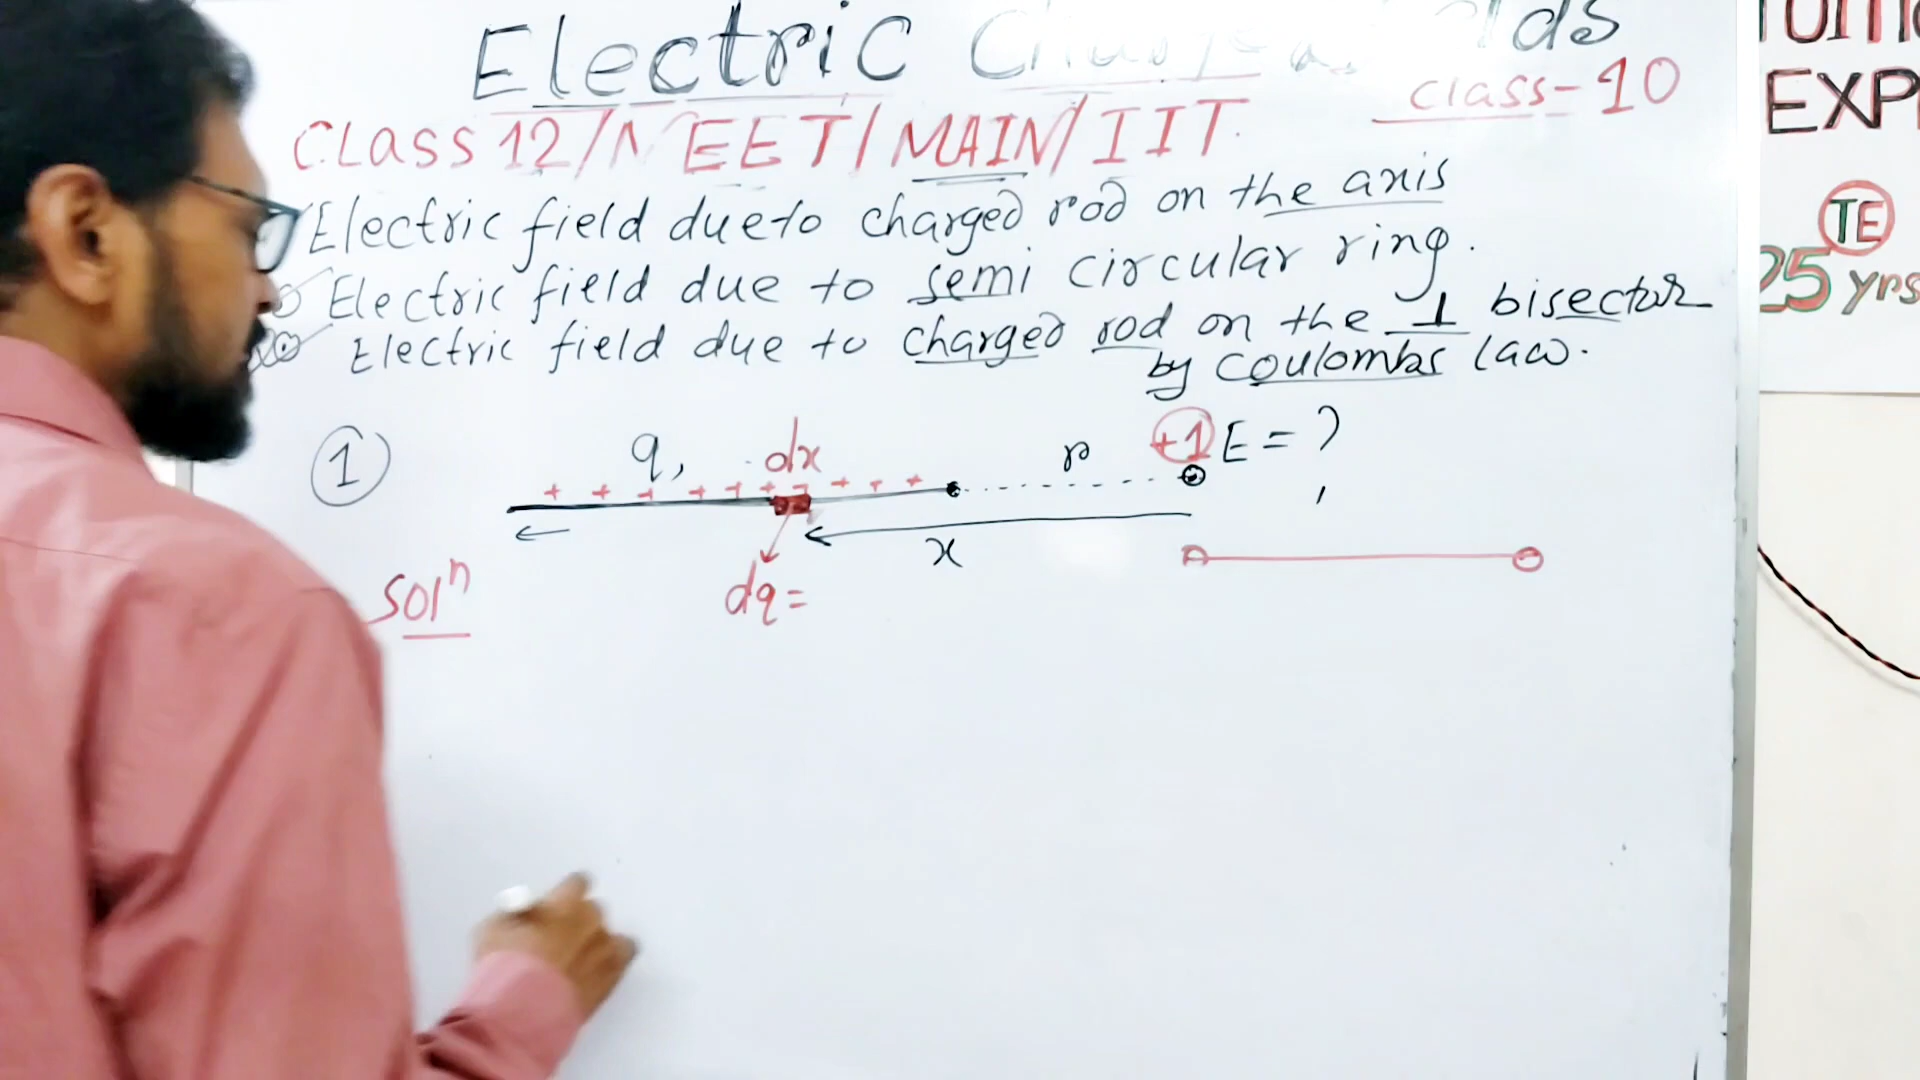 Electric
class-10
CLASS 12/NEET/MAIN/IIT
Electric field due to charged rod on the axis
Electric field due to semi circular ring.
Electric field due to charged rod on the ⊥ bisector
by Coulombs law.
1
q,
dx
r
+1
E = ?
+ + - + + + - + + +
x
dq=
Solⁿ
EXP
TE
25 yrs